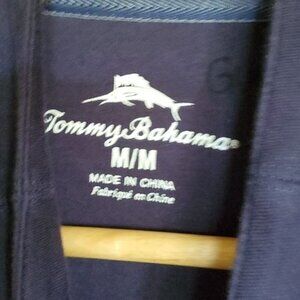 Tommy Bahama®
M/M
MADE IN CHINA
Fabriqué en Chine